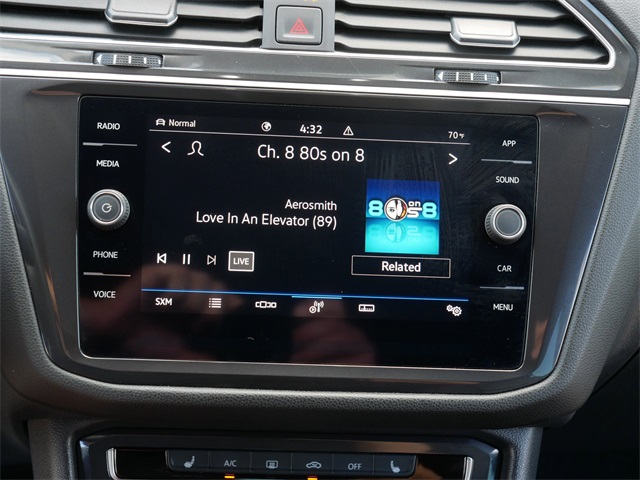 RADIO
MEDIA
PHONE
VOICE
Normal
4:32
70°F
Ch. 8 80s on 8
Aerosmith
Love In An Elevator (89)
8 on 8
LIVE
Related
SXM
APP
SOUND
CAR
MENU
A/C
OFF